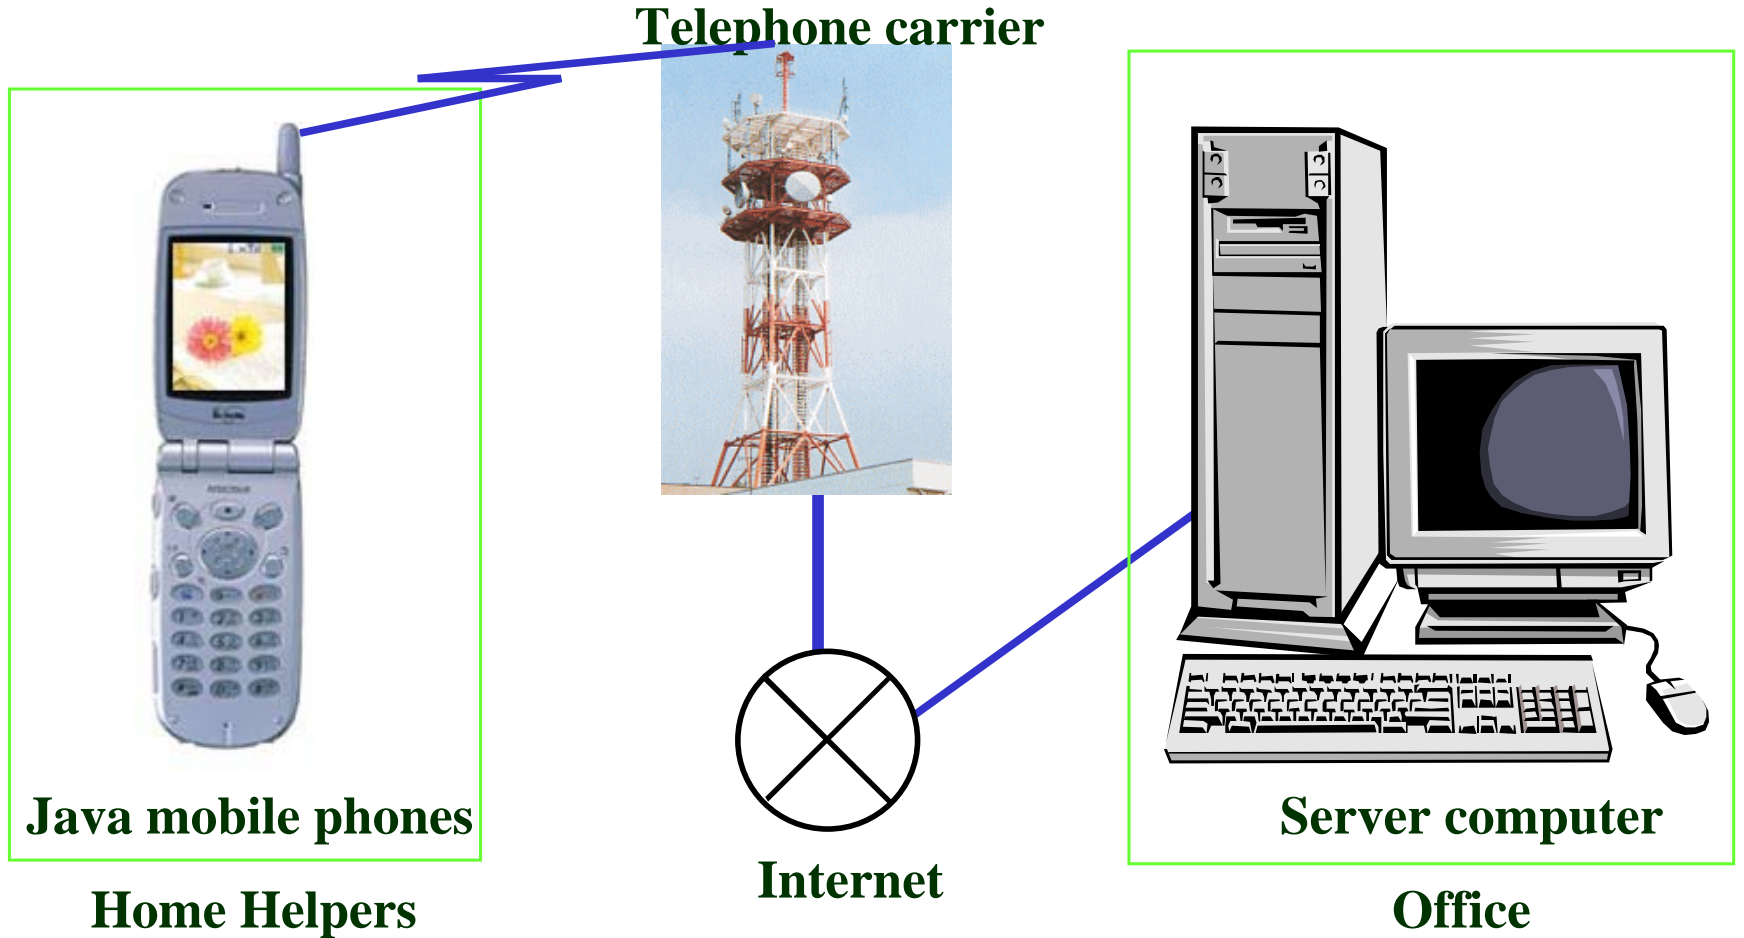 Telephone carrier
Java mobile phones
Home Helpers
Internet
Server computer
Office